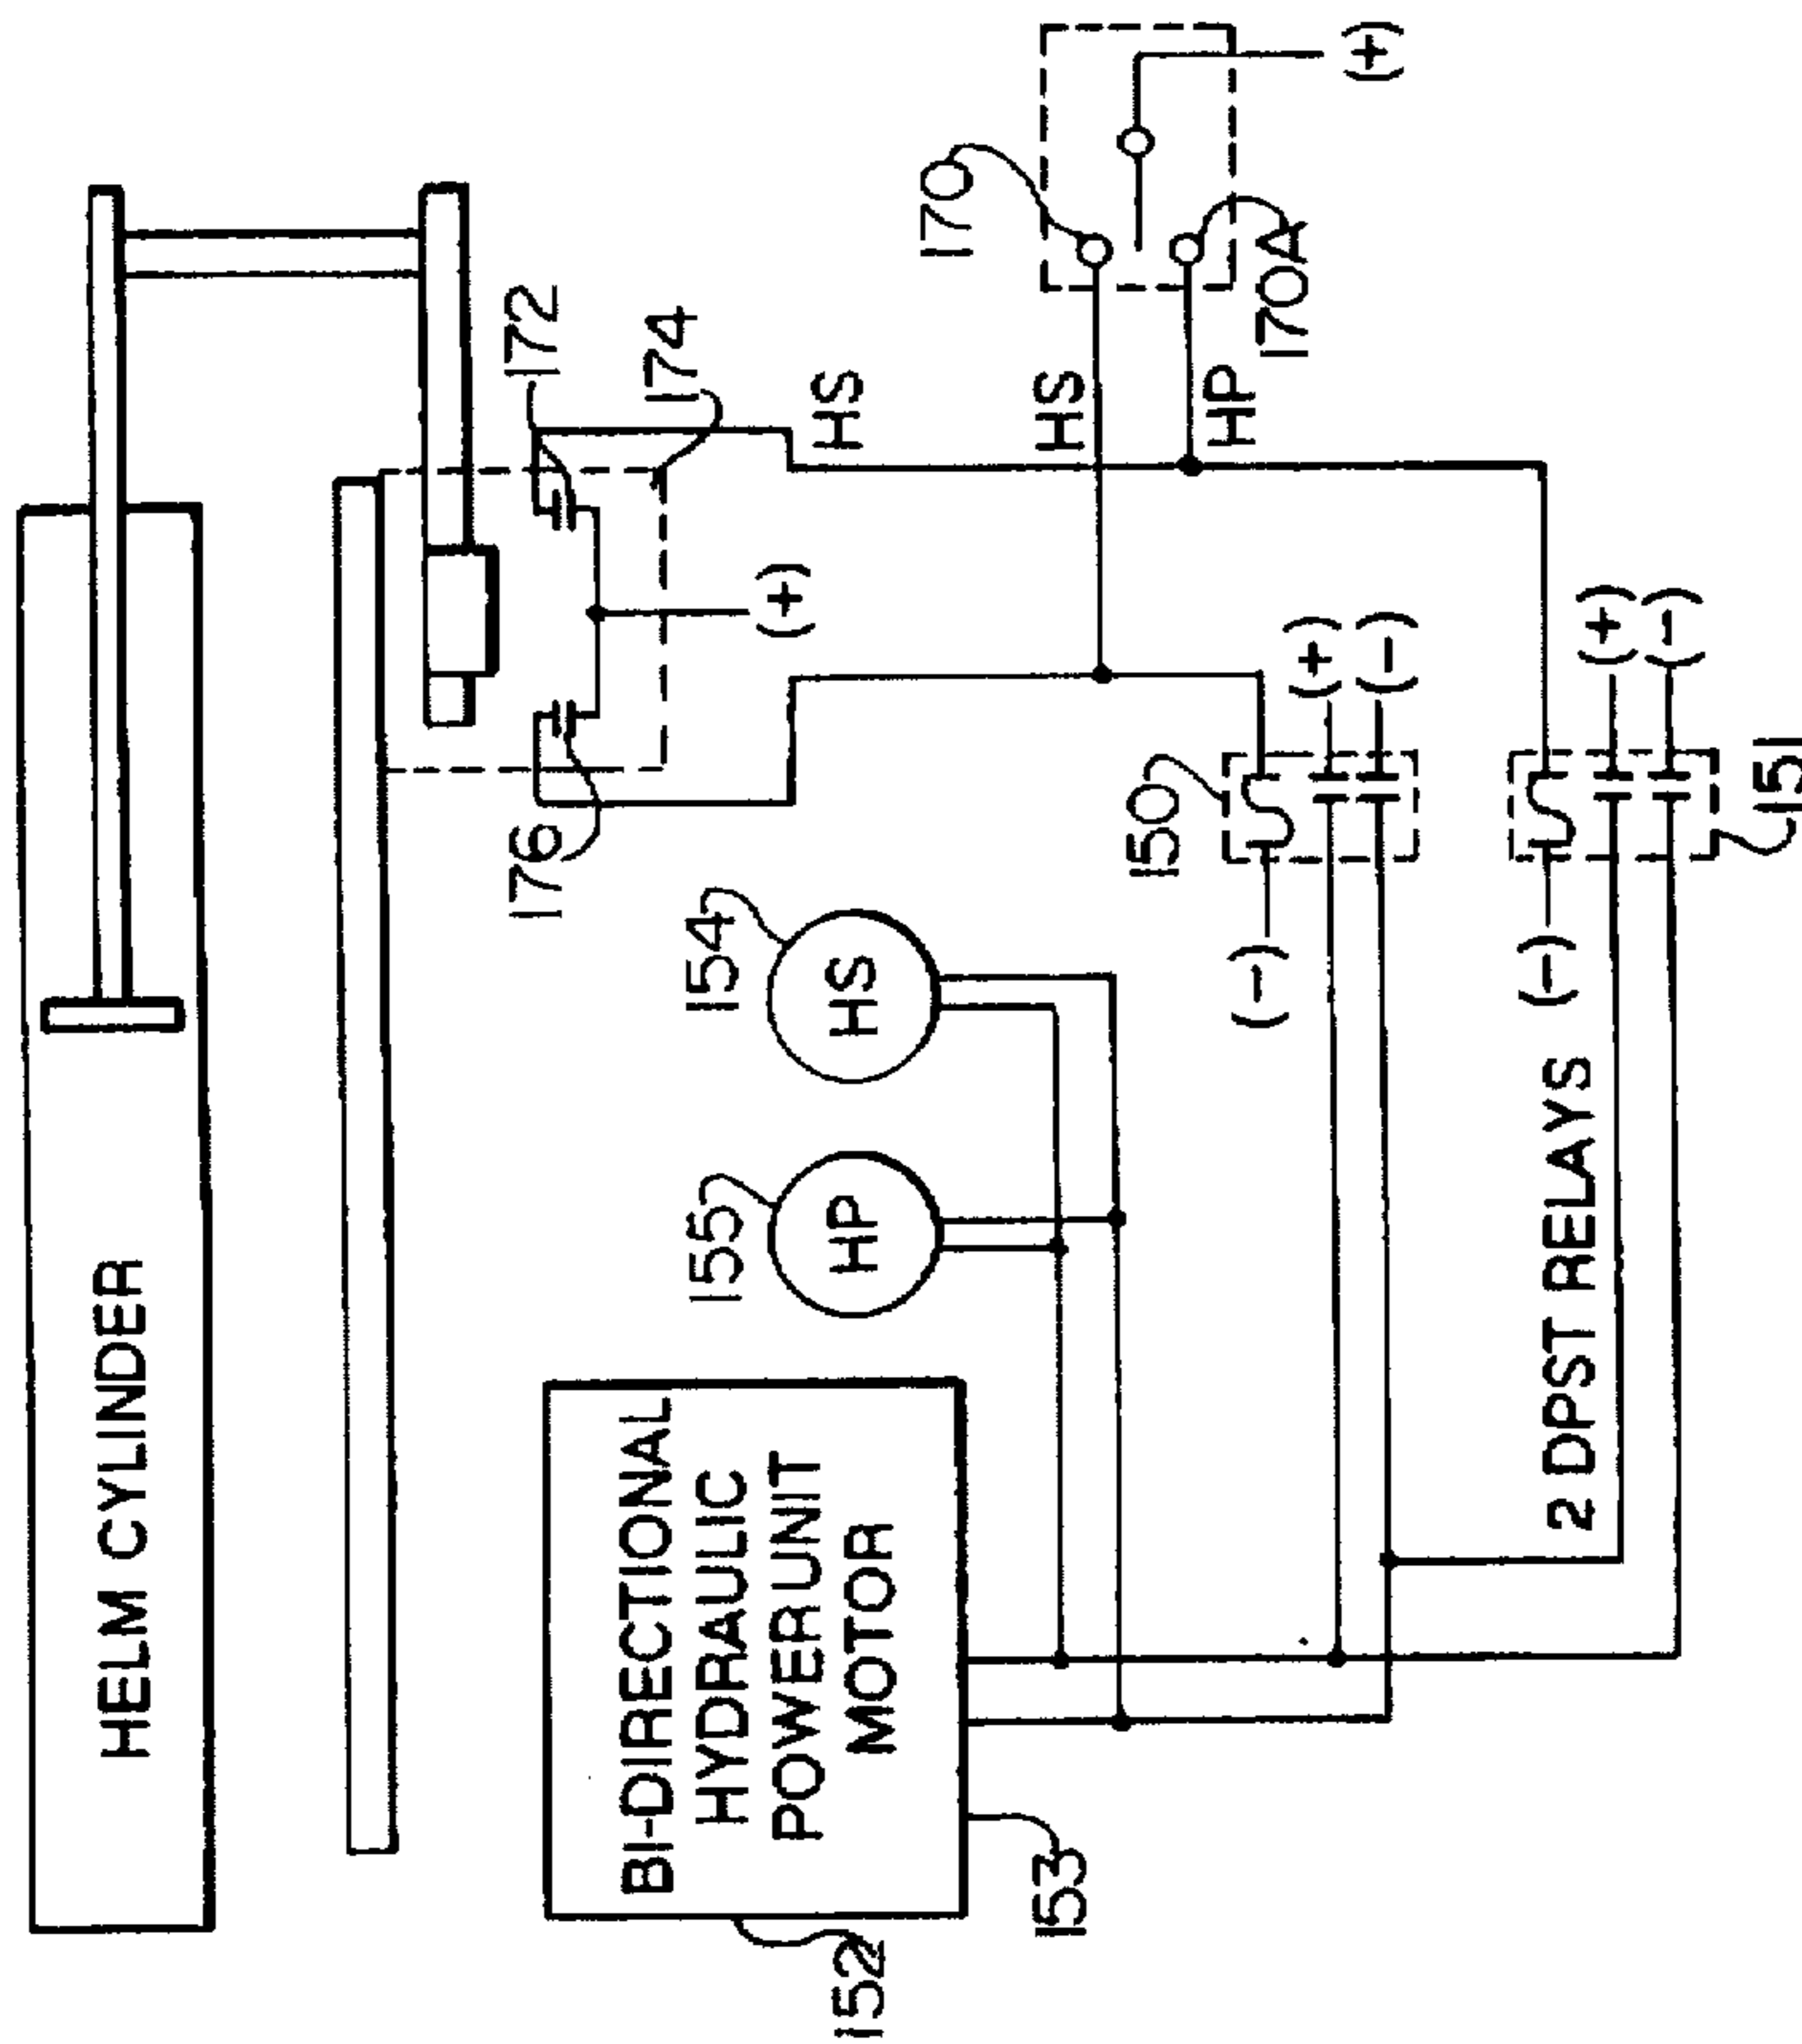 HELM CYLINDER
172
174
176
HS
(+)
170
HS
HP
170A
(+)
BI-DIRECTIONAL
HYDRAULIC
POWER UNIT
MOTOR
152
153
155
HP
154
HS
150
(-)
(+)
(-)
2 DPST RELAYS
(-)
(+)
(-)
151